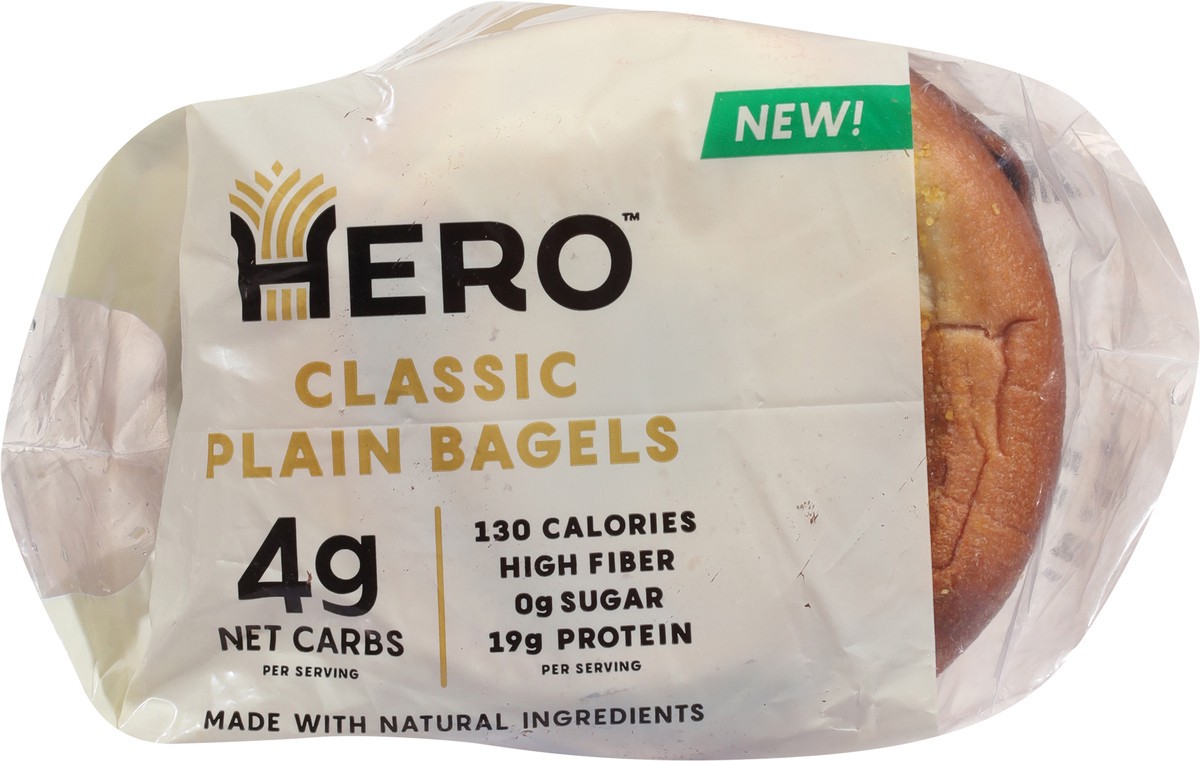 NEW!
HERO™
CLASSIC
PLAIN BAGELS
4g
NET CARBS
PER SERVING
130 CALORIES
HIGH FIBER
0g SUGAR
19g PROTEIN
PER SERVING
MADE WITH NATURAL INGREDIENTS